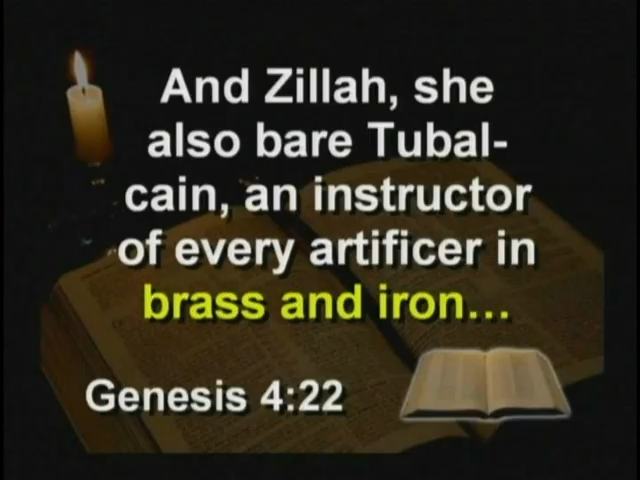 And Zillah, she
also bare Tubal-
cain, an instructor
of every artificer in
brass and iron...
Genesis 4:22